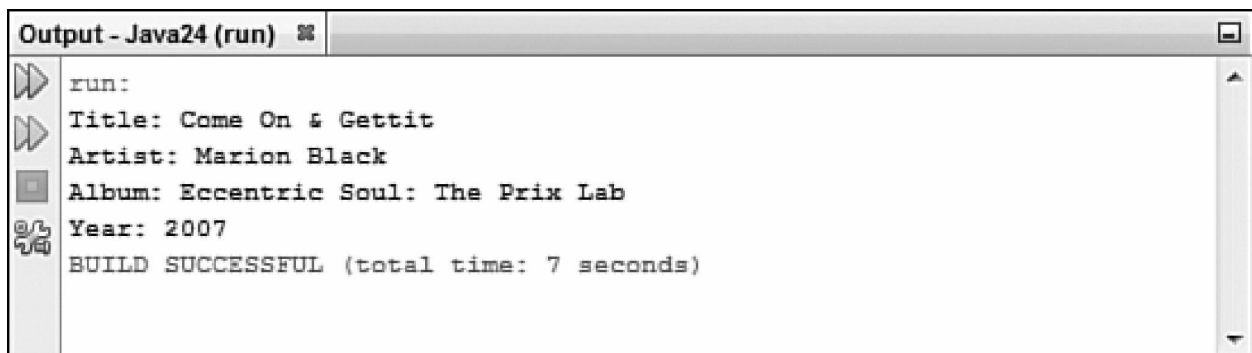 Output - Java24 (run)
run:
Title: Come On & Gettit
Artist: Marion Black
Album: Eccentric Soul: The Prix Lab
Year: 2007
BUILD SUCCESSFUL (total time: 7 seconds)